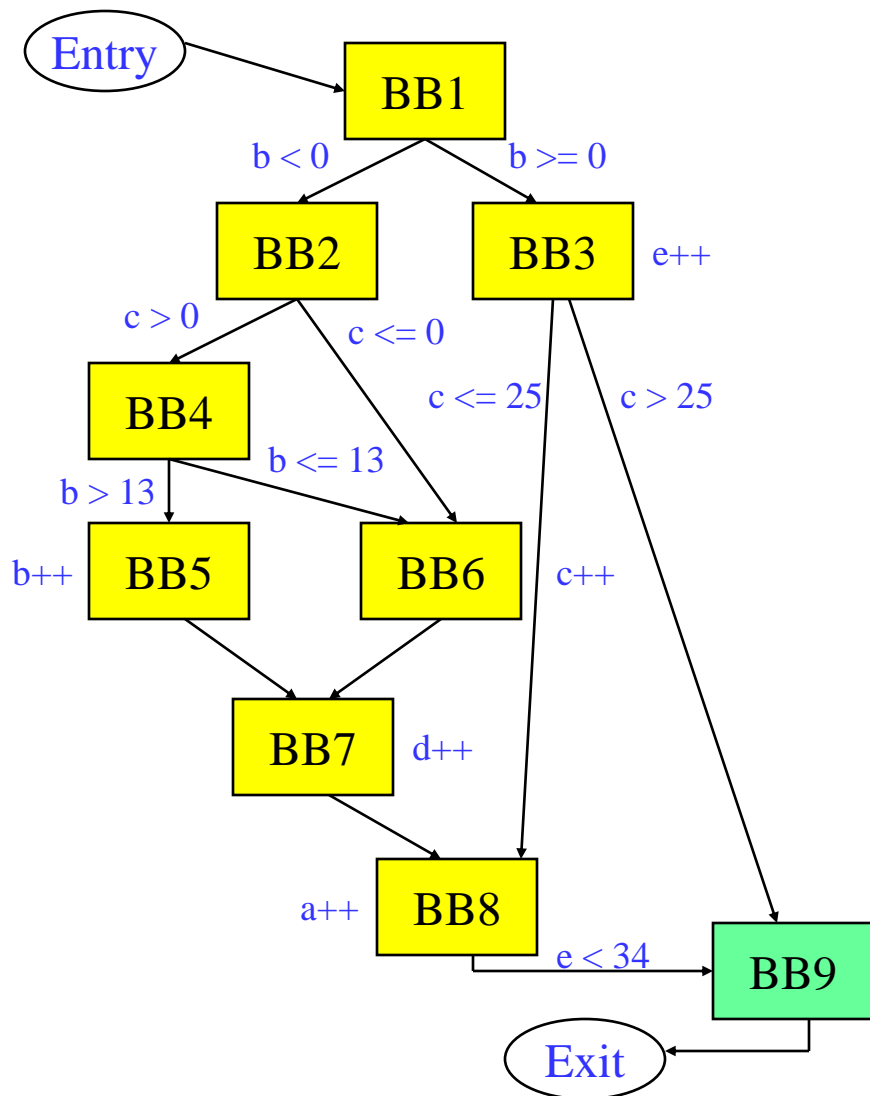 Entry
BB1
b < 0
b >= 0
BB2
BB3
e++
c > 0
c <= 0
BB4
c <= 25
c > 25
b <= 13
b > 13
b++
BB5
BB6
c++
BB7
d++
a++
BB8
e < 34
BB9
Exit